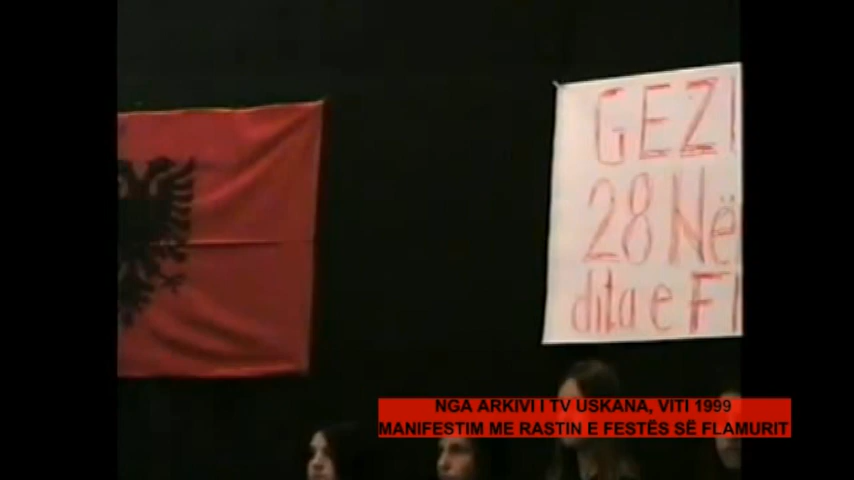 GEZ
28 Në
dita e F
NGA ARKIVI I TV USKANA, VITI 1999
MANIFESTIM ME RASTIN E FESTËS SË FLAMURIT